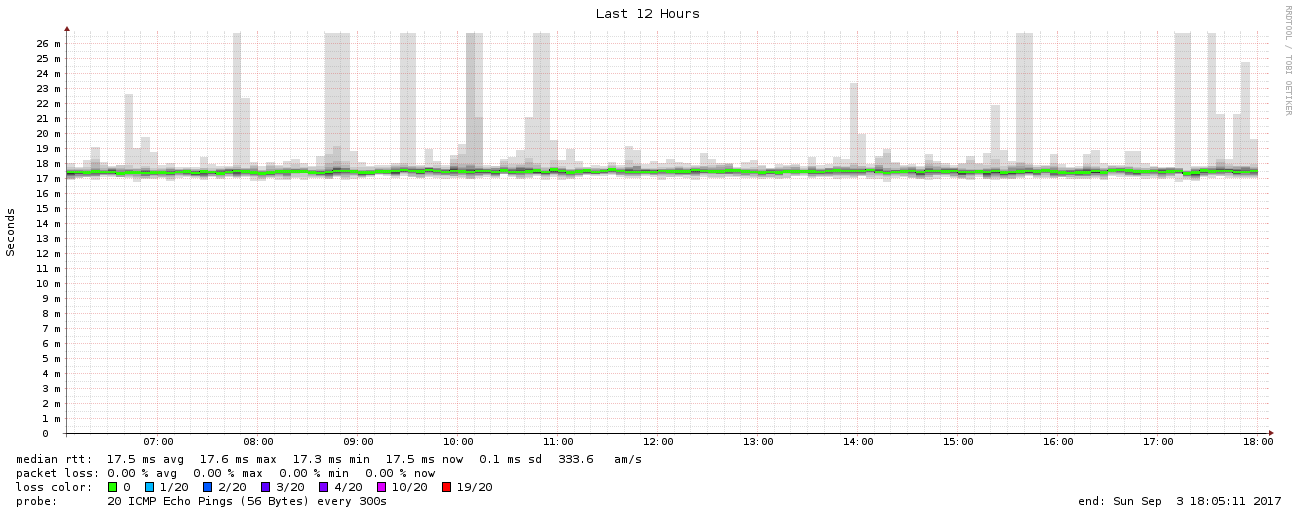 Last 12 Hours
RRDTOOL / TOBI OETIKER
Seconds
26 m
25 m
24 m
23 m
22 m
21 m
20 m
19 m
18 m
17 m
16 m
15 m
14 m
13 m
12 m
11 m
10 m
9 m
8 m
7 m
6 m
5 m
4 m
3 m
2 m
1 m
0
07:00 08:00 09:00 10:00 11:00 12:00 13:00 14:00 15:00 16:00 17:00 18:00
median rtt: 17.5 ms avg 17.6 ms max 17.3 ms min 17.5 ms now 0.1 ms sd 333.6 am/s
packet loss: 0.00 % avg 0.00 % max 0.00 % min 0.00 % now
loss color: 0 1/20 2/20 3/20 4/20 10/20 19/20
probe: 20 ICMP Echo Pings (56 Bytes) every 300s end: Sun Sep 3 18:05:11 2017